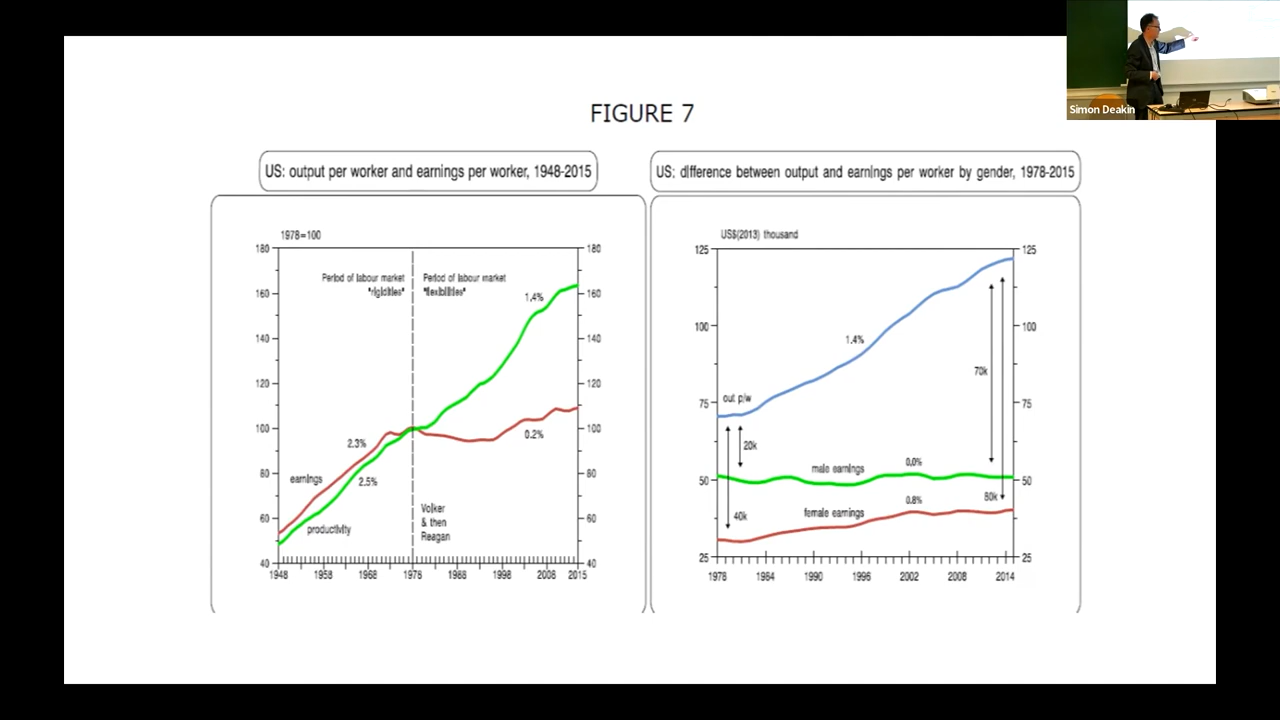 Simon Deakin
FIGURE 7
US: output per worker and earnings per worker, 1948-2015
1978=100
180
160
140
120
100
80
60
40
180
160
140
120
100
80
60
40
Period of labour market
"rigidities"
Period of labour market
"flexibilities"
1.4%
2.3%
0.2%
earnings
2.5%
productivity
Volker
& then
Reagan
1948
1958
1968
1978
1988
1998
2008
2015
US: difference between output and earnings per worker by gender, 1978-2015
US$(2013) thousand
125
100
75
50
25
125
100
75
50
25
1.4%
70k
out p/w
20k
male earnings
0.0%
80k
0.8%
female earnings
40k
1978
1984
1990
1996
2002
2008
2014